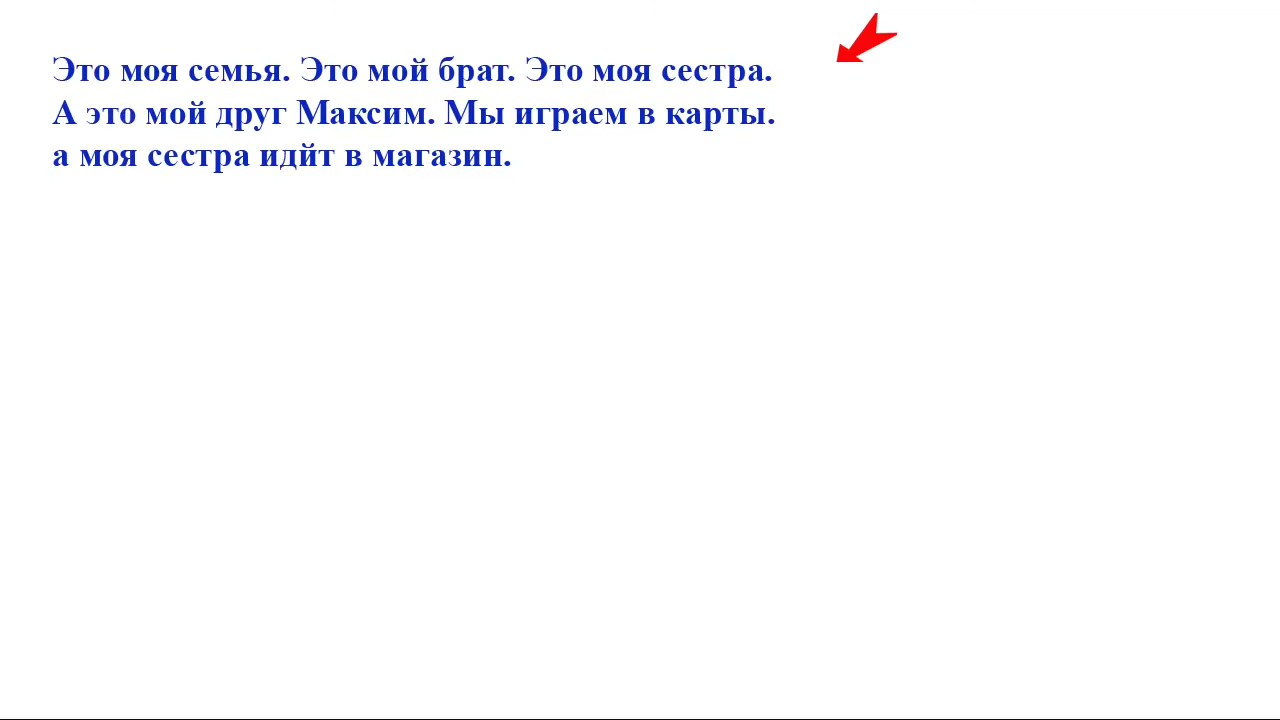 Это моя семья. Это мой брат. Это моя сестра.
А это мой друг Максим. Мы играем в карты.
а моя сестра идйт в магазин.